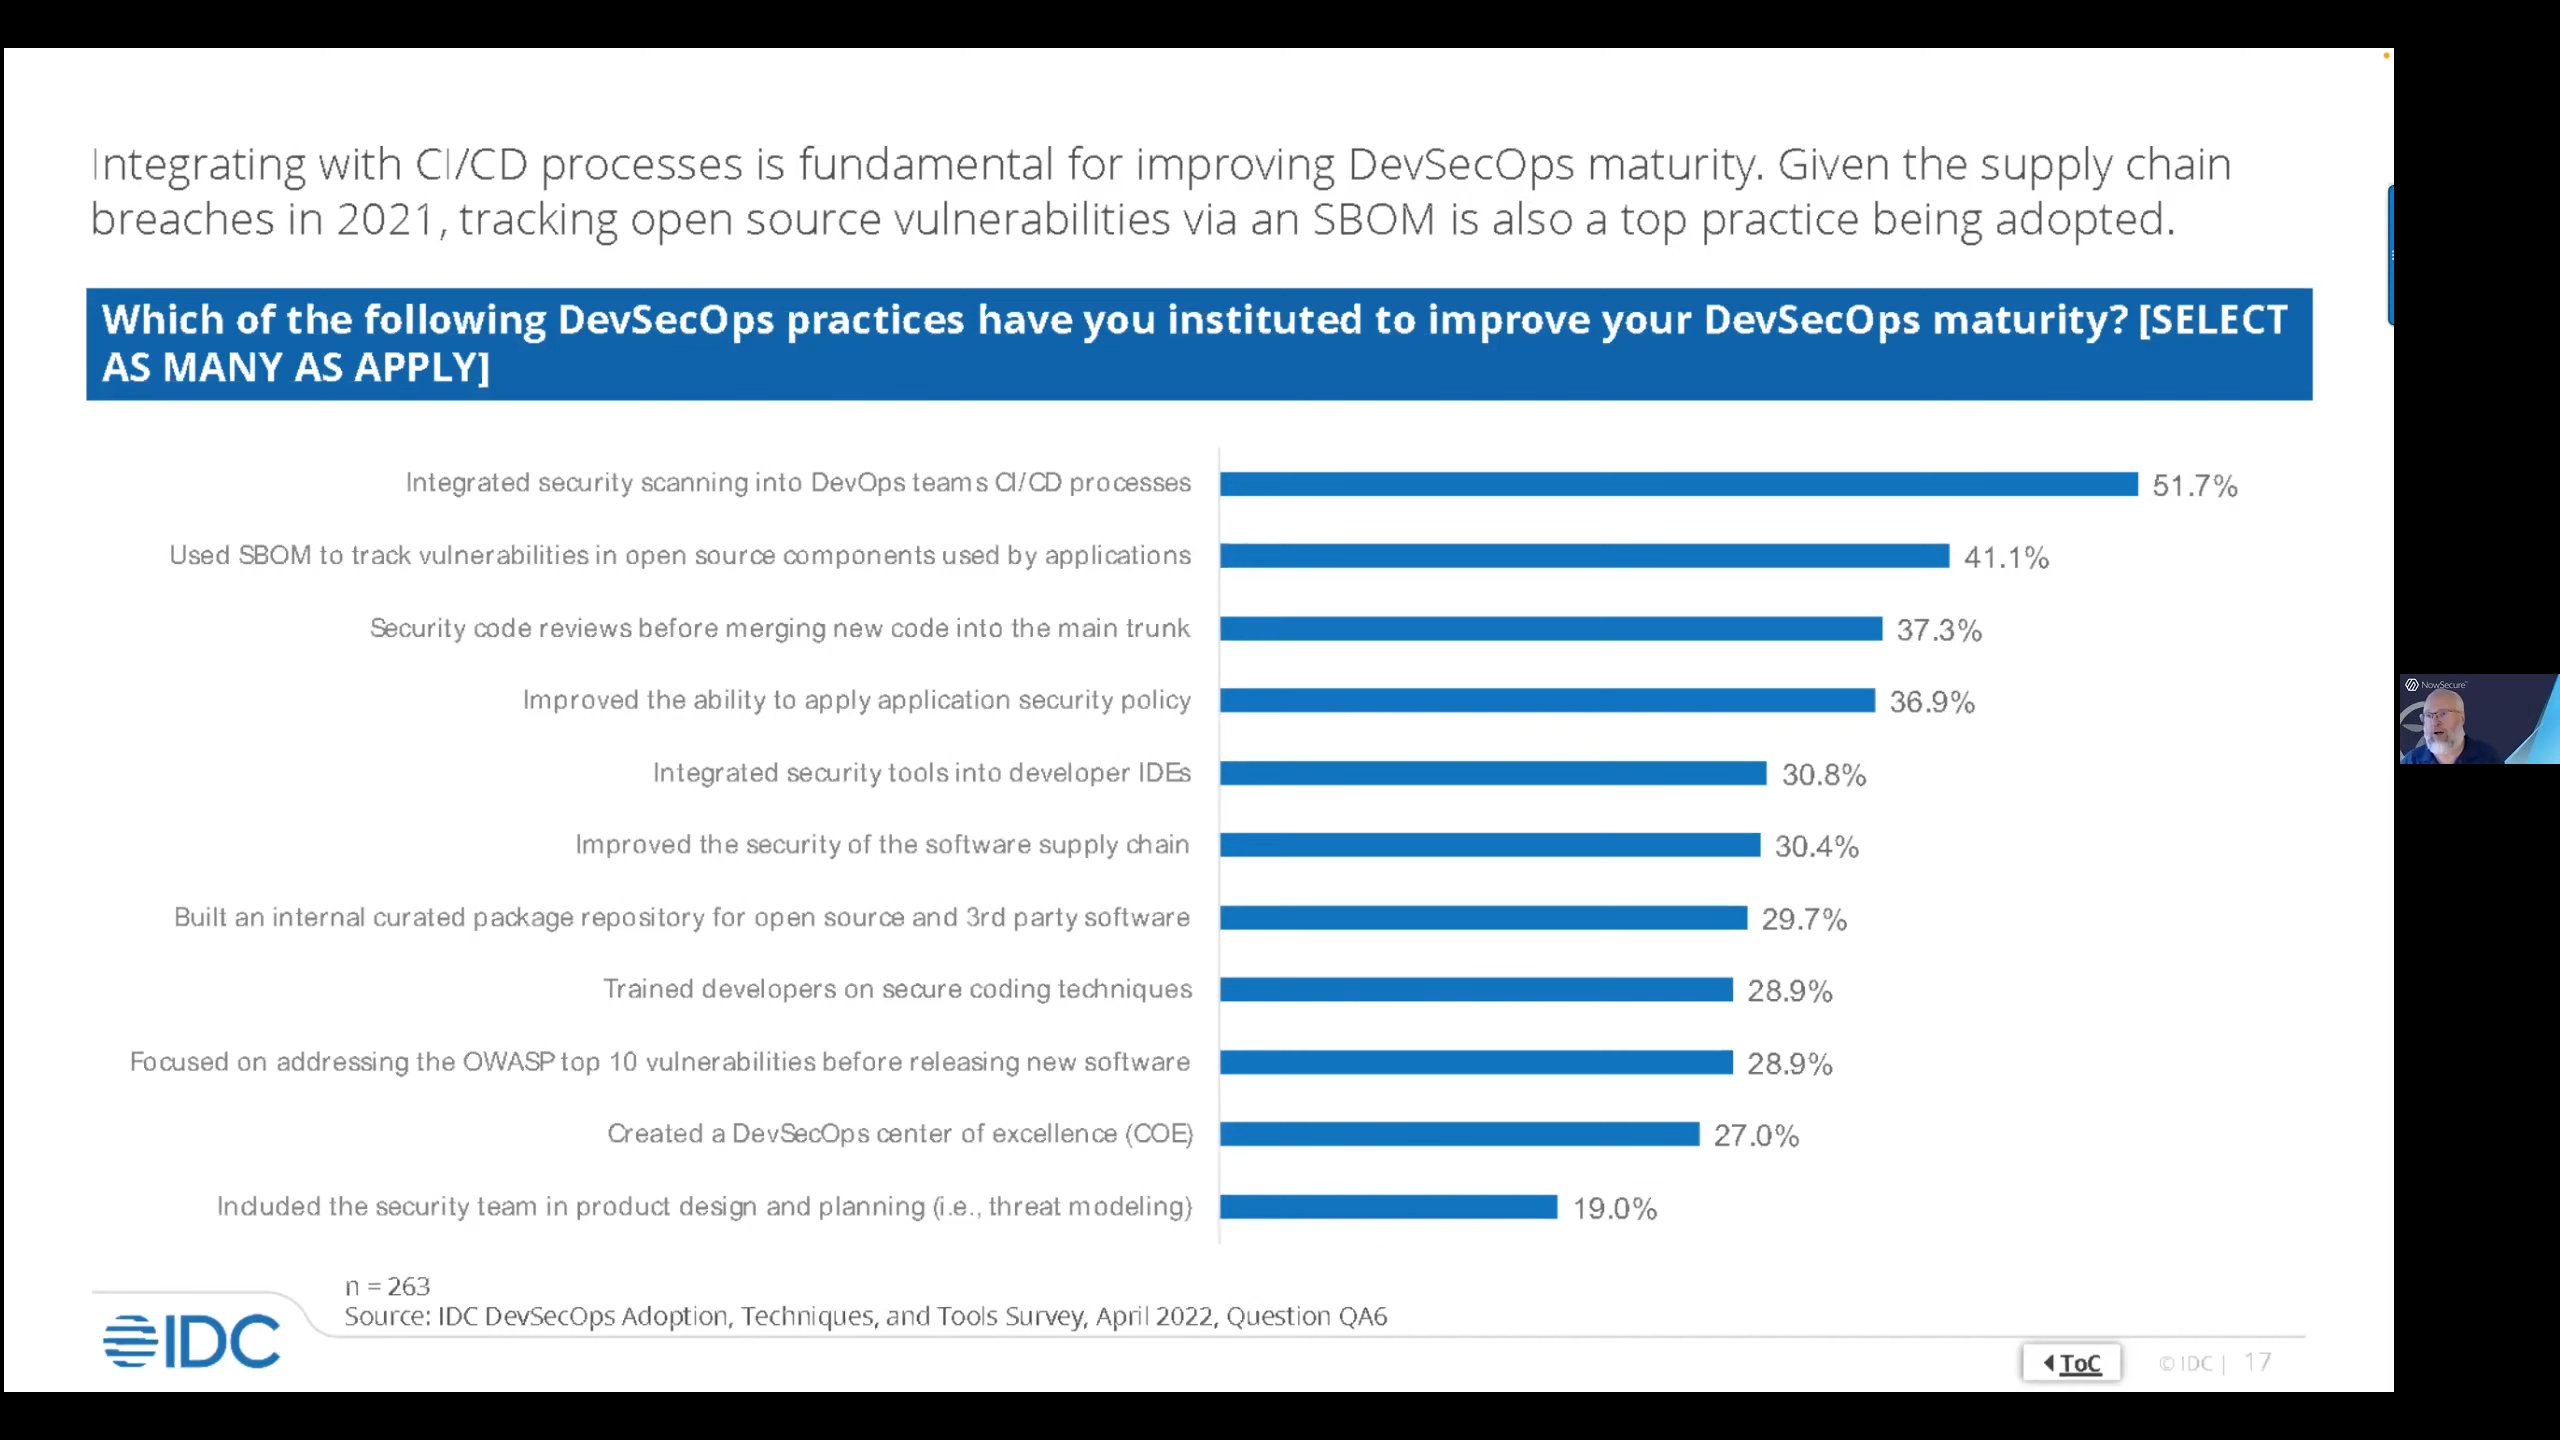 Integrating with CI/CD processes is fundamental for improving DevSecOps maturity. Given the supply chain
breaches in 2021, tracking open source vulnerabilities via an SBOM is also a top practice being adopted.
Which of the following DevSecOps practices have you instituted to improve your DevSecOps maturity? [SELECT
AS MANY AS APPLY]
Integrated security scanning into DevOps teams CI/CD processes 51.7%
Used SBOM to track vulnerabilities in open source components used by applications 41.1%
Security code reviews before merging new code into the main trunk 37.3%
Improved the ability to apply application security policy 36.9%
Integrated security tools into developer IDEs 30.8%
Improved the security of the software supply chain 30.4%
Built an internal curated package repository for open source and 3rd party software 29.7%
Trained developers on secure coding techniques 28.9%
Focused on addressing the OWASP top 10 vulnerabilities before releasing new software 28.9%
Created a DevSecOps center of excellence (COE) 27.0%
Included the security team in product design and planning (i.e., threat modeling) 19.0%
n = 263
Source: IDC DevSecOps Adoption, Techniques, and Tools Survey, April 2022, Question QA6
IDC
ToC
© IDC | 17
NowSecure™